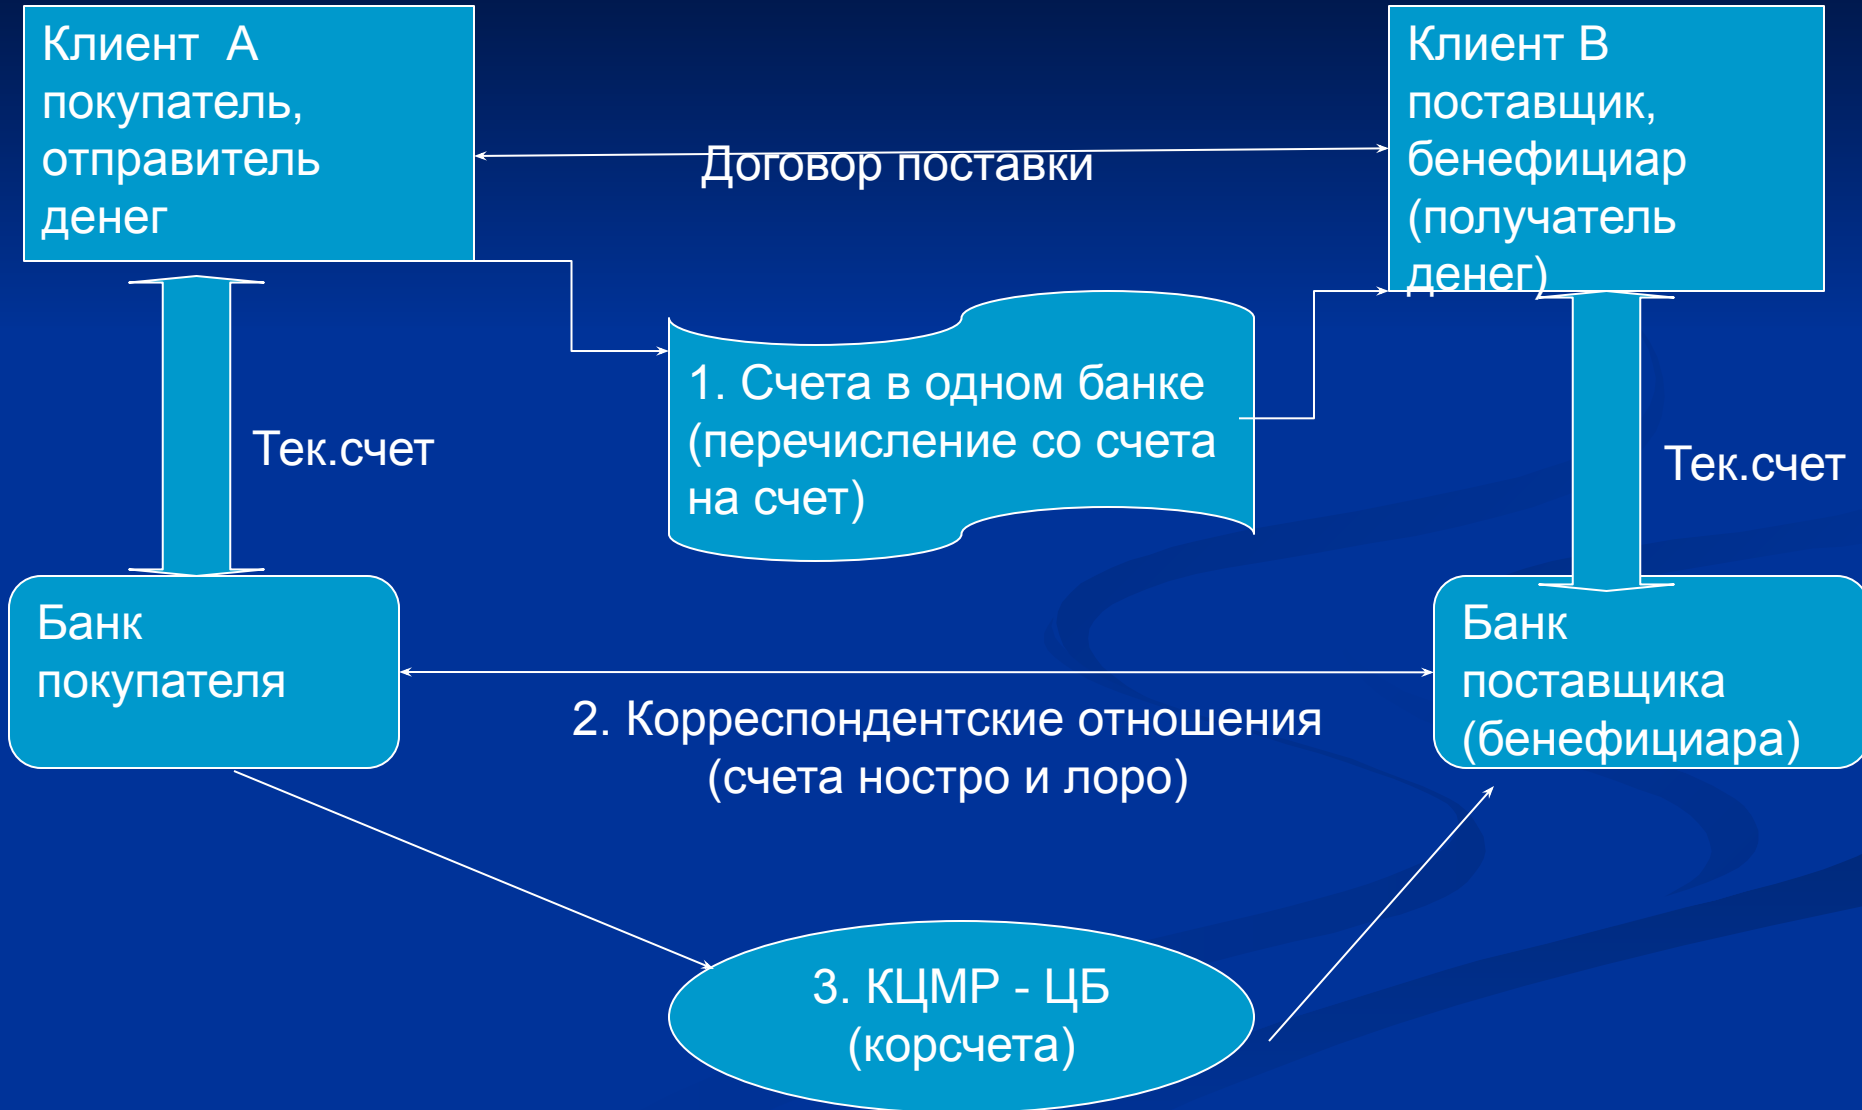 Клиент А
покупатель,
отправитель
денег
Договор поставки
Клиент В
поставщик,
бенефициар
(получатель
денег)
1. Счета в одном банке
(перечисление со счета
на счет)
Тек.счет
Тек.счет
Банк
покупателя
Банк
поставщика
(бенефициара)
2. Корреспондентские отношения
(счета ностро и лоро)
3. КЦМР - ЦБ
(корсчета)